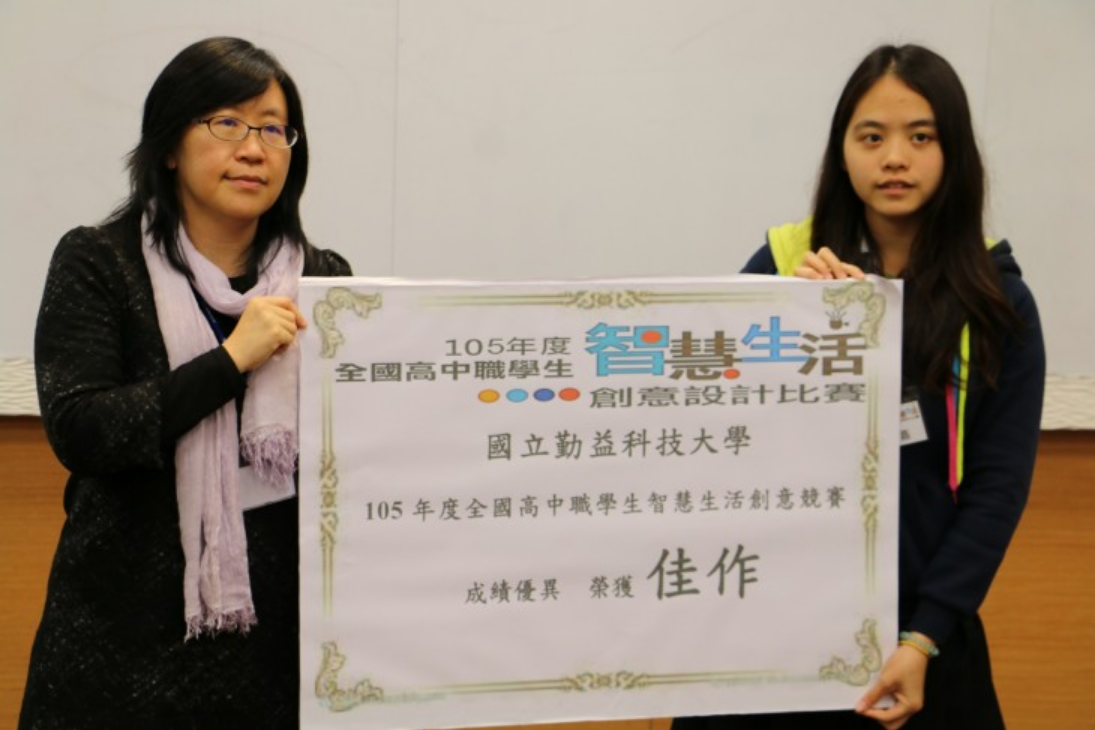 105年度
全國高中職學生
智慧生活
創意設計比賽
國立勤益科技大學
105 年度全國高中職學生智慧生活創意競賽
成績優異 榮獲 佳作